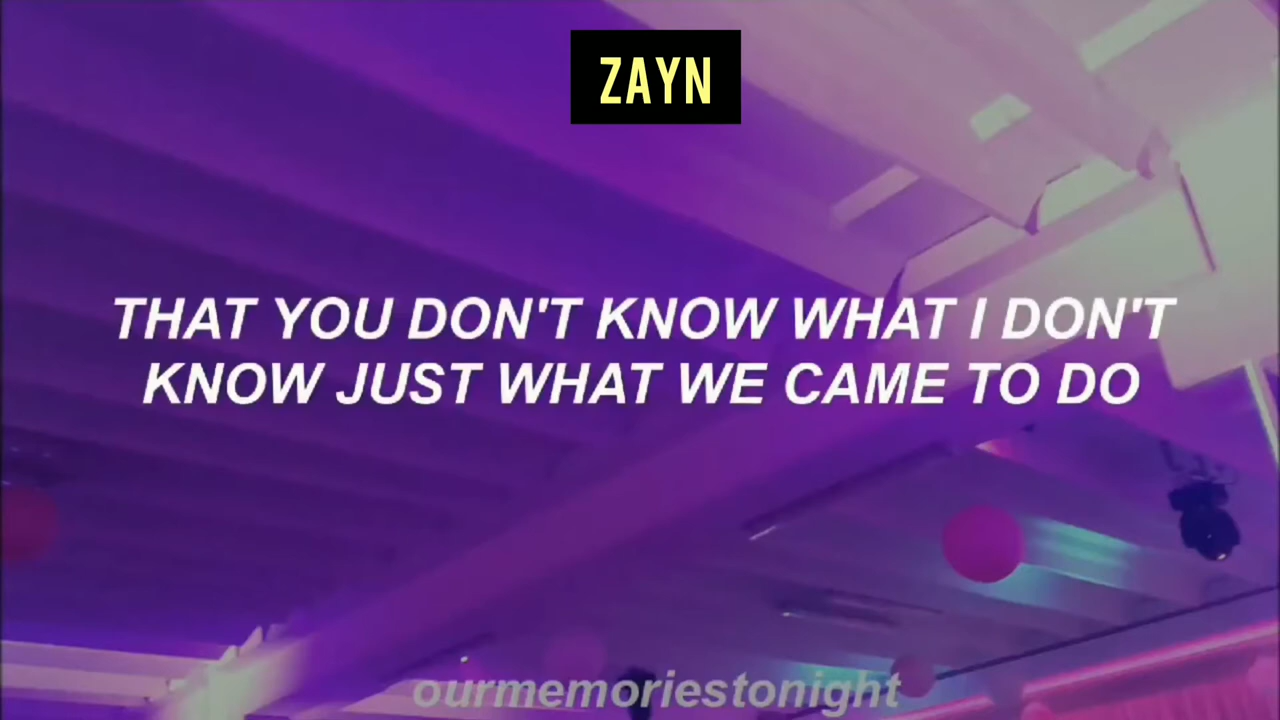 ZAYN
THAT YOU DON'T KNOW WHAT I DON'T
KNOW JUST WHAT WE CAME TO DO
ourmemoriestonight